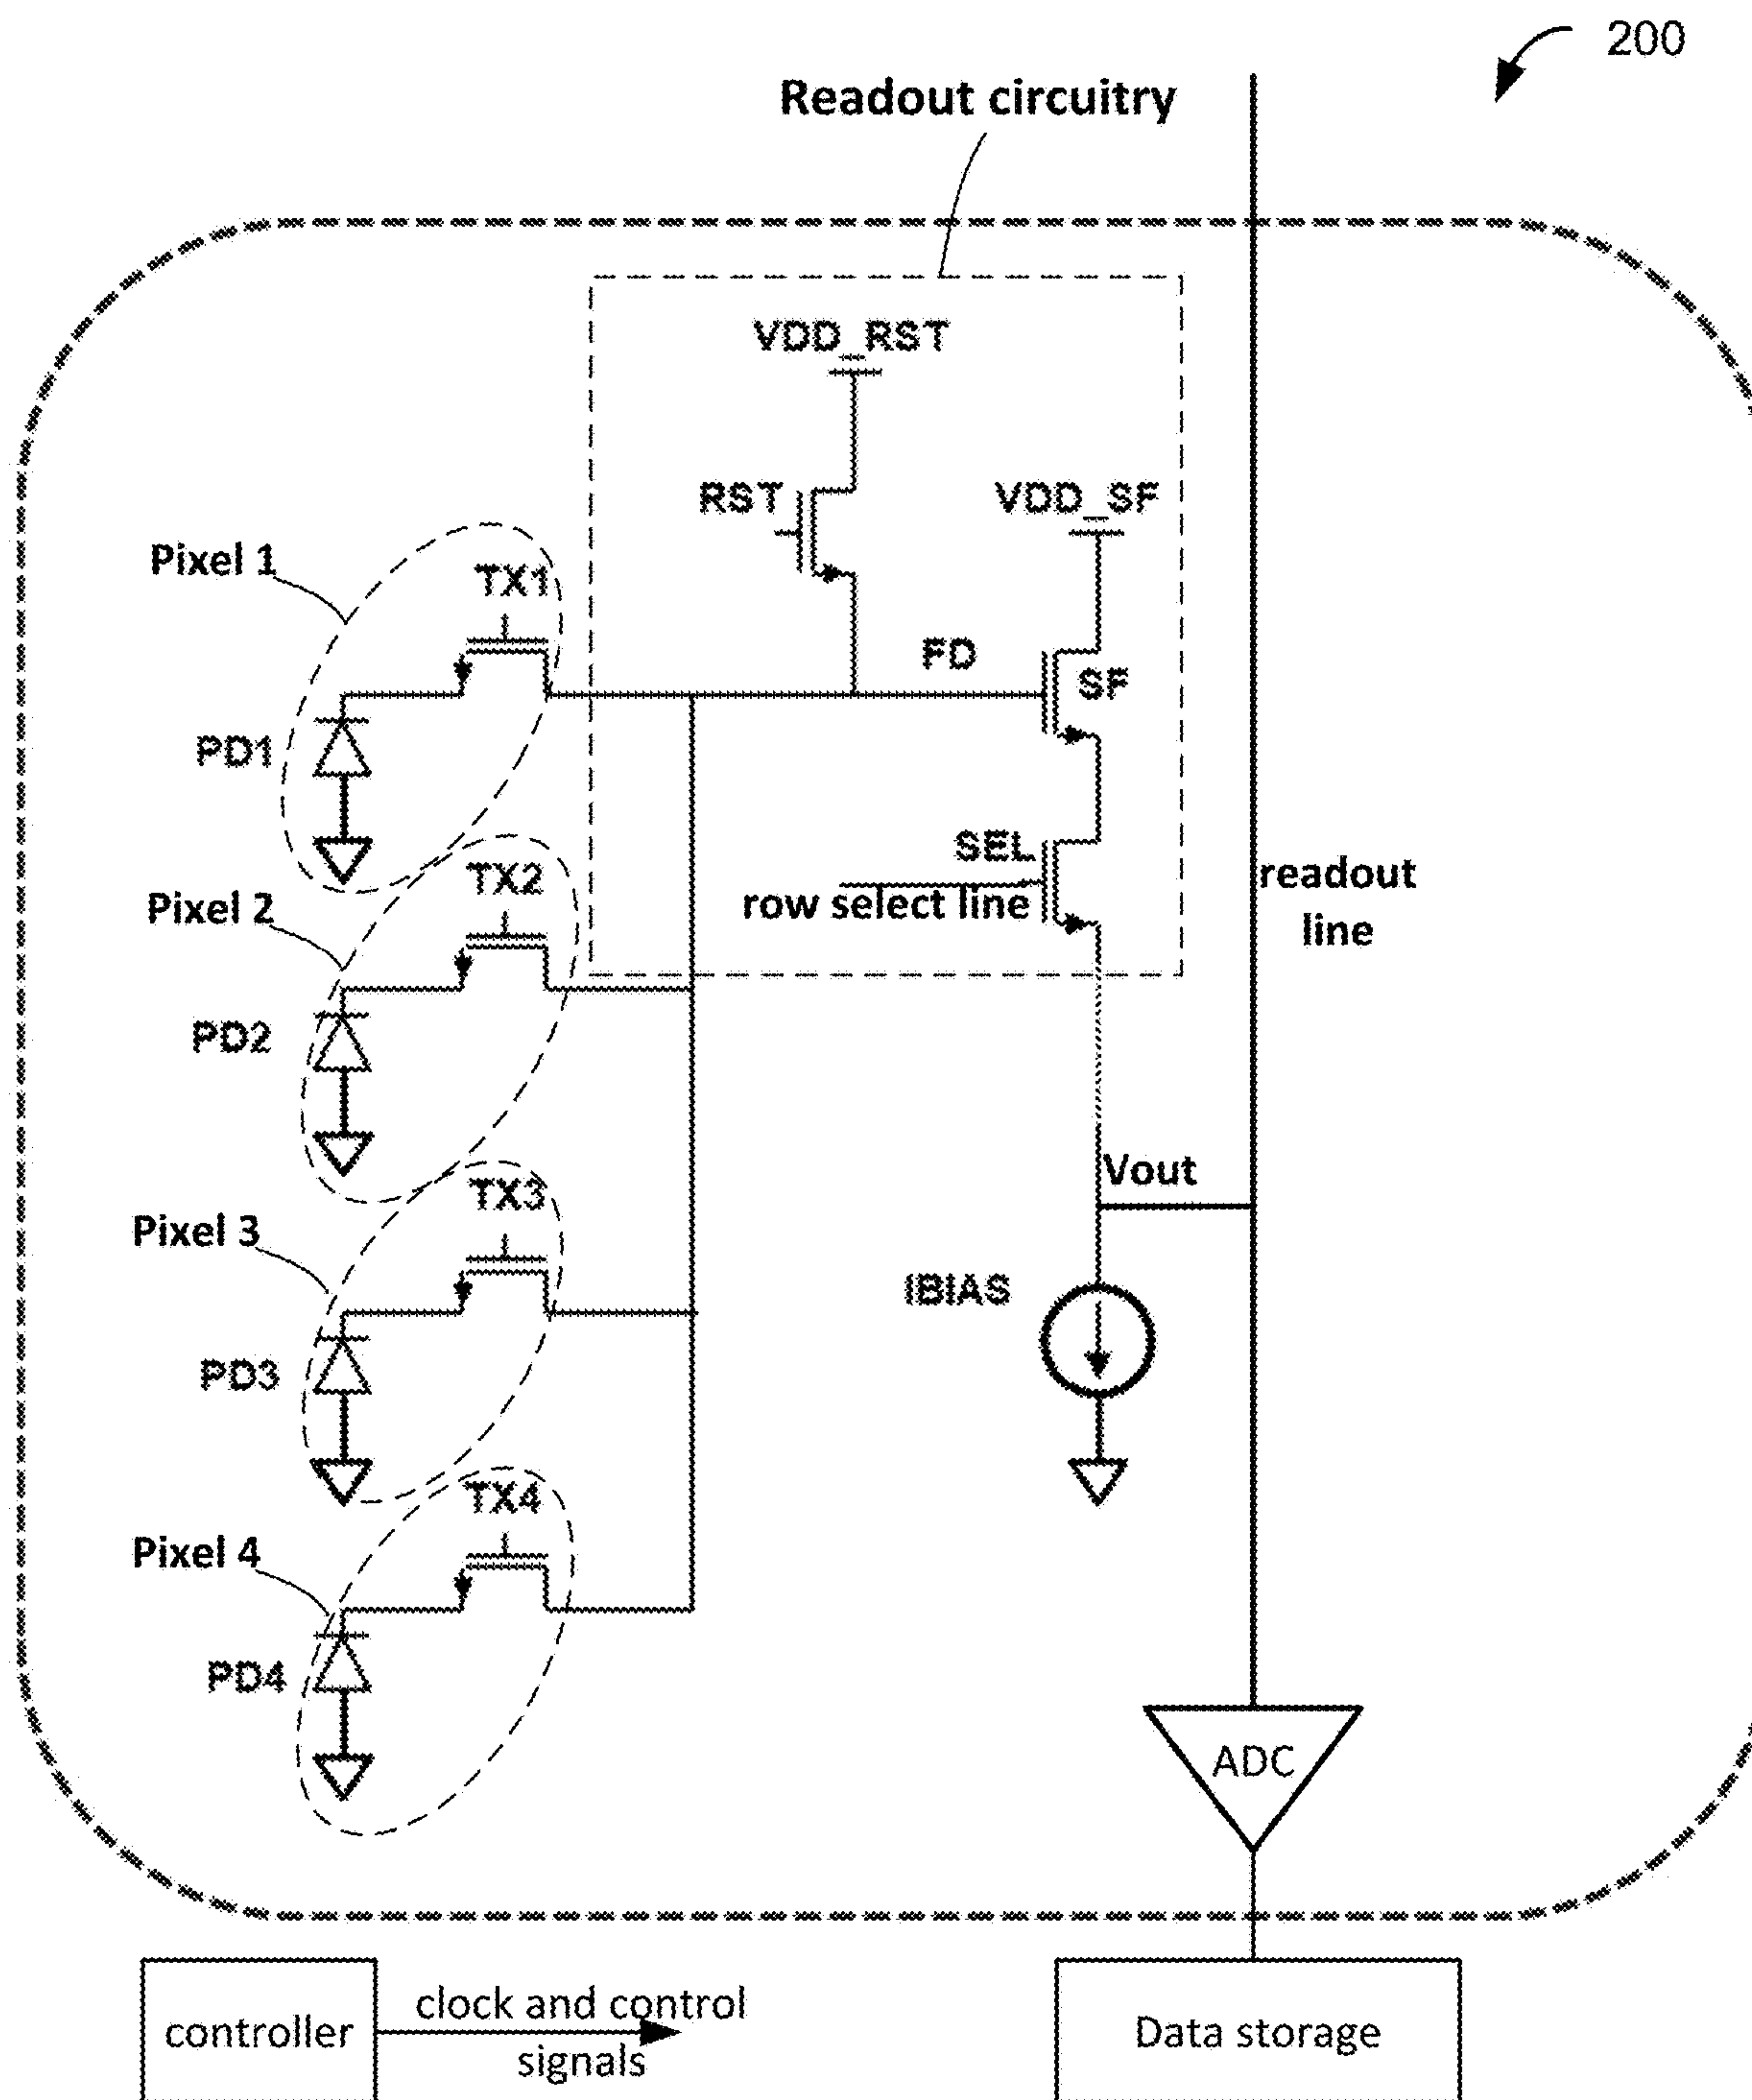 200
Readout circuitry
VDD_RST
RST
VDD_SF
Pixel 1
TX1
FD
SF
PD1
SEL
row select line
readout
line
Pixel 2
TX2
PD2
Vout
Pixel 3
TX3
IBIAS
PD3
Pixel 4
TX4
PD4
ADC
controller
clock and control
signals
Data storage